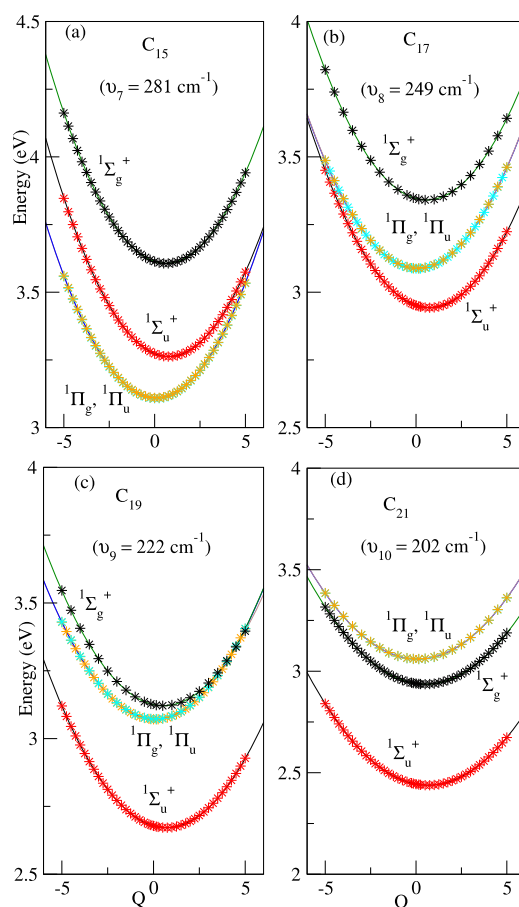 (a)
C₁₅
(υ₇ = 281 cm⁻¹)
¹Σg⁺
¹Σu⁺
¹Πg, ¹Πu
Energy (eV)
4.5
4
3.5
3
-5
0
5
(b)
C₁₇
(υ₈ = 249 cm⁻¹)
¹Σg⁺
¹Πg, ¹Πu
¹Σu⁺
4
3.5
3
2.5
-5
0
5
(c)
C₁₉
(υ₉ = 222 cm⁻¹)
¹Σg⁺
¹Πg, ¹Πu
¹Σu⁺
Energy (eV)
4
3.5
3
2.5
-5
0
5
Q
(d)
C₂₁
(υ₁₀ = 202 cm⁻¹)
¹Πg, ¹Πu
¹Σg⁺
¹Σu⁺
4
3.5
3
2.5
2
-5
0
5
Q